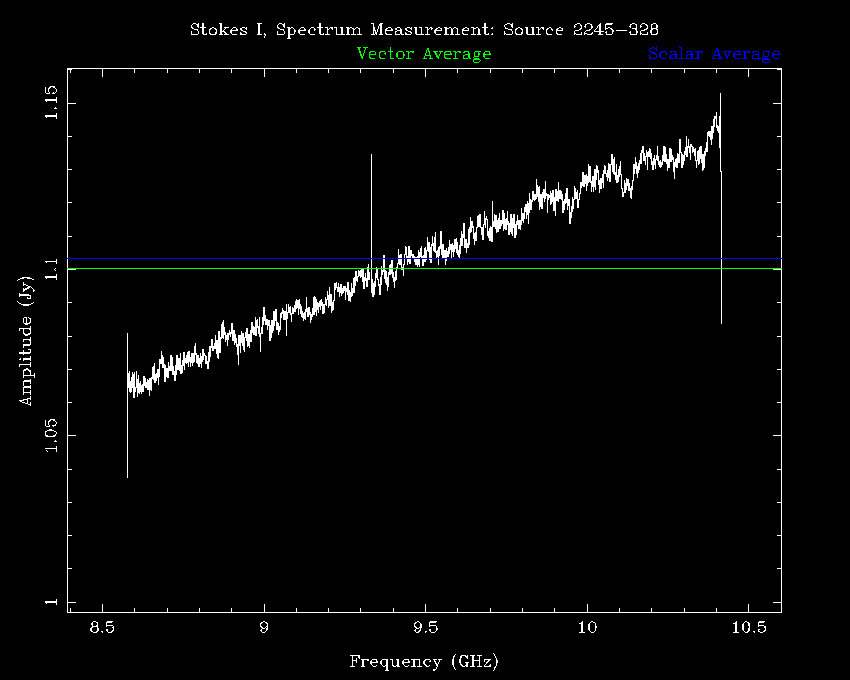 Stokes I, Spectrum Measurement: Source 2245−328
Vector Average Scalar Average
1.15
1.1
1.05
1
Amplitude (Jy)
8.5 9 9.5 10 10.5
Frequency (GHz)